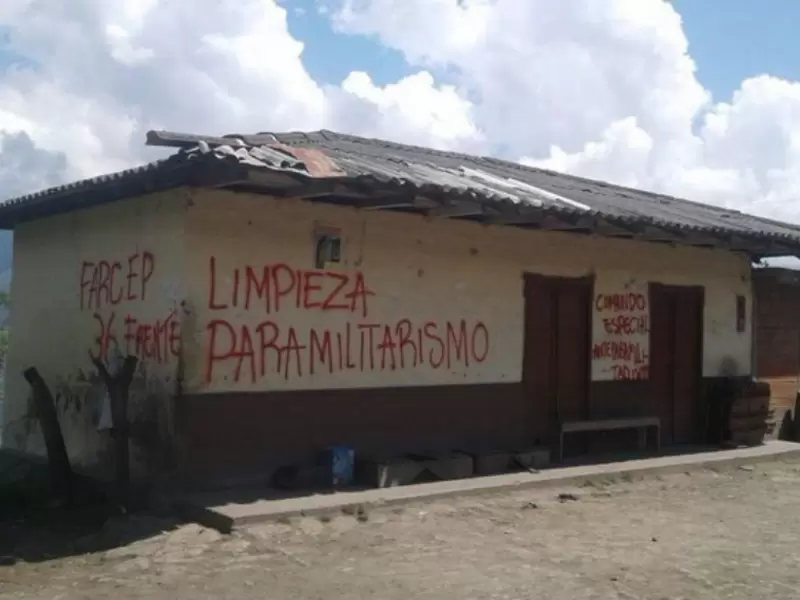 FARC EP
36 FRENTE
LIMPIEZA
PARAMILITARISMO
COMANDO
ESPECIAL